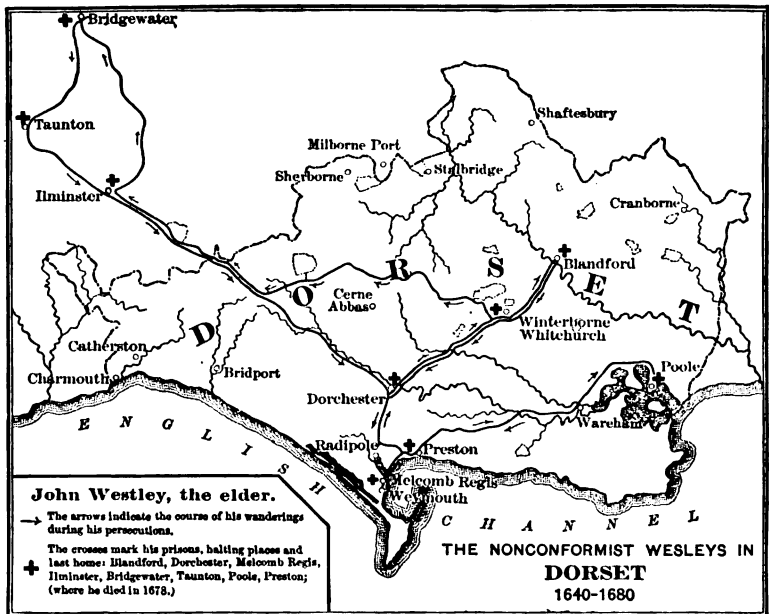 Bridgewater
Taunton
Ilminster
Shaftesbury
Milborne Port
Sherborne
Stalbridge
Cranborne
Blandford
DORSET
Cerne
Abbas
Winterborne
Whitchurch
Catherston
Charmouth
Bridport
Dorchester
Poole
Wareham
Radipole
Preston
Melcomb Regis
Weymouth
ENGLISH CHANNEL
John Westley, the elder.
The arrows indicate the course of his wanderings
during his persecutions.
The crosses mark his prisons, halting places and
last home: Blandford, Dorchester, Melcomb Regis,
Ilminster, Bridgewater, Taunton, Poole, Preston;
(where he died in 1678.)
THE NONCONFORMIST WESLEYS IN
DORSET
1640-1680